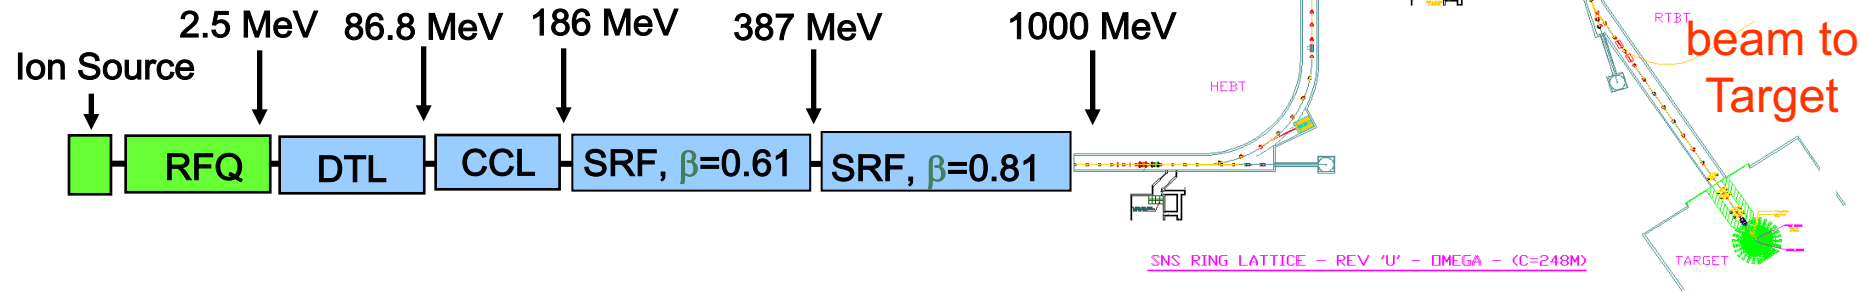 2.5 MeV
86.8 MeV
186 MeV
387 MeV
1000 MeV
Ion Source
RFQ
DTL
CCL
SRF, β=0.61
SRF, β=0.81
HEBT
RTBT
beam to
Target
SNS RING LATTICE - REV 'U' - OMEGA - (C=248M)
TARGET